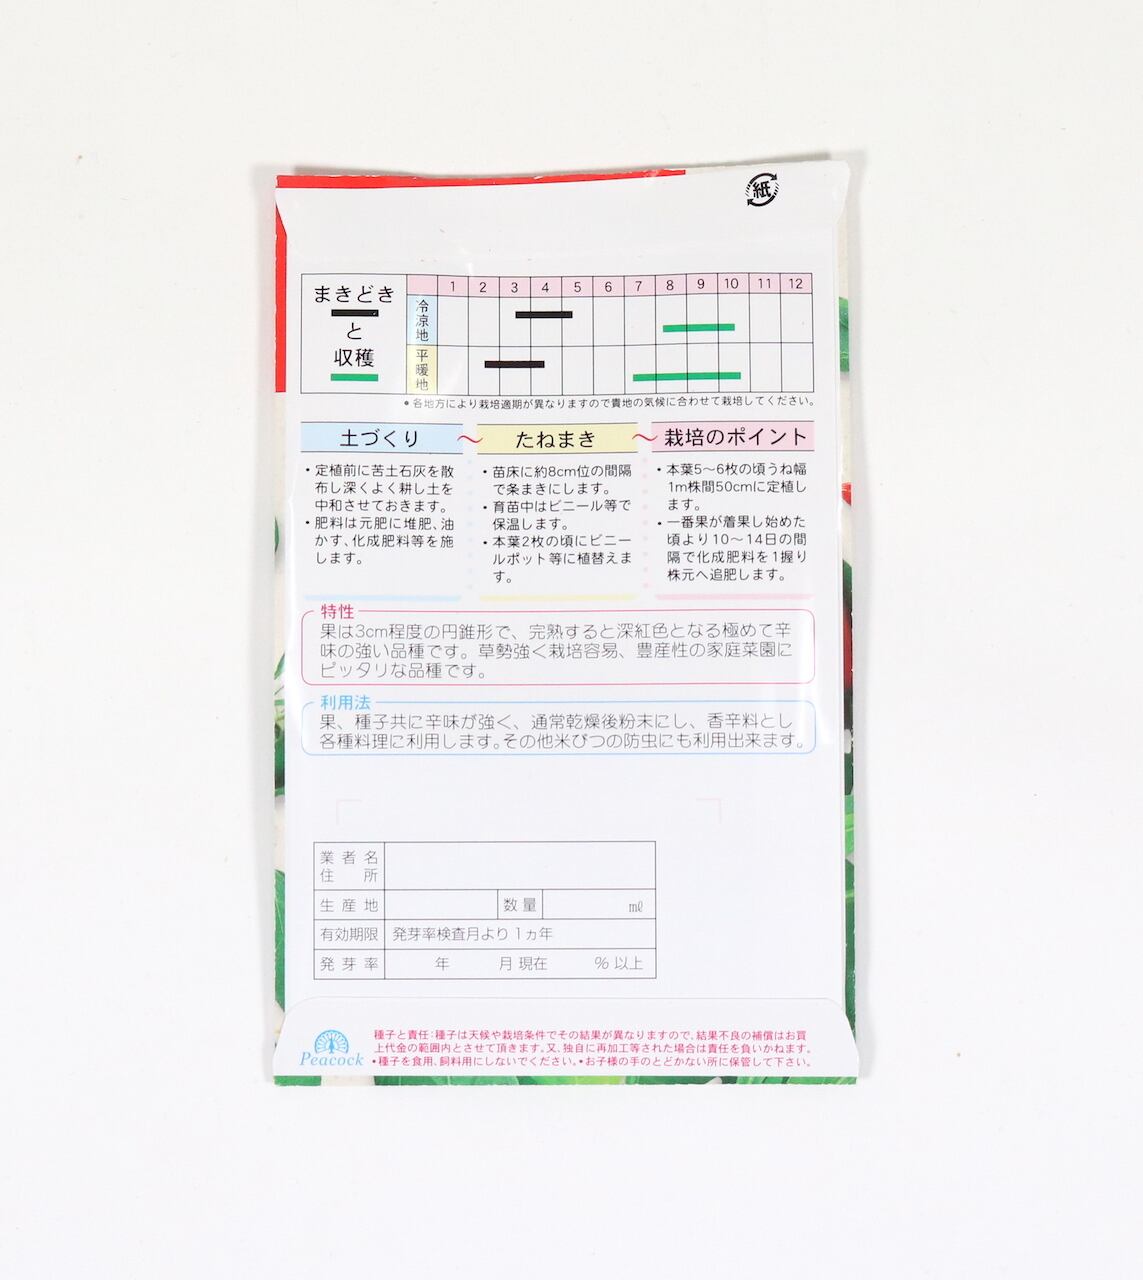 紙
まきどき
と
収穫
1 2 3 4 5 6 7 8 9 10 11 12
冷涼地
平暖地
●各地方により栽培適期が異なりますので貴地の気候に合わせて栽培してください。
土づくり～たねまき～栽培のポイント
・定植前に苦土石灰を散
布し深くよく耕し土を
中和させておきます。
・肥料は元肥に堆肥、油
かす、化成肥料等を施
します。
・苗床に約8cm位の間隔
で条まきにします。
・育苗中はビニール等で
保温します。
・本葉2枚の頃にビニー
ルポット等に植替えま
す。
・本葉5～6枚の頃うね幅
1m株間50cmに定植し
ます。
・一番果が着果し始めた
頃より10～14日の間
隔で化成肥料を1握り
株元へ追肥します。
特性
果は3cm程度の円錐形で、完熟すると深紅色となる極めて辛
味の強い品種です。草勢強く栽培容易、豊産性の家庭菜園に
ピッタリな品種です。
利用法
果、種子共に辛味が強く、通常乾燥後粉末にし、香辛料とし
各種料理に利用します。その他米びつの防虫にも利用出来ます。
業者名
住所
生産地 数量 ㎖
有効期限 発芽率検査月より1ヵ年
発芽率 年 月現在 %以上
Peacock
種子と責任：種子は天候や栽培条件でその結果が異なりますので、結果不良の補償はお買
上代金の範囲内とさせて頂きます。又、独自に再加工等された場合は責任を負いかねます。
・種子を食用、飼料用にしないでください。・お子様の手のとどかない所に保管して下さい。